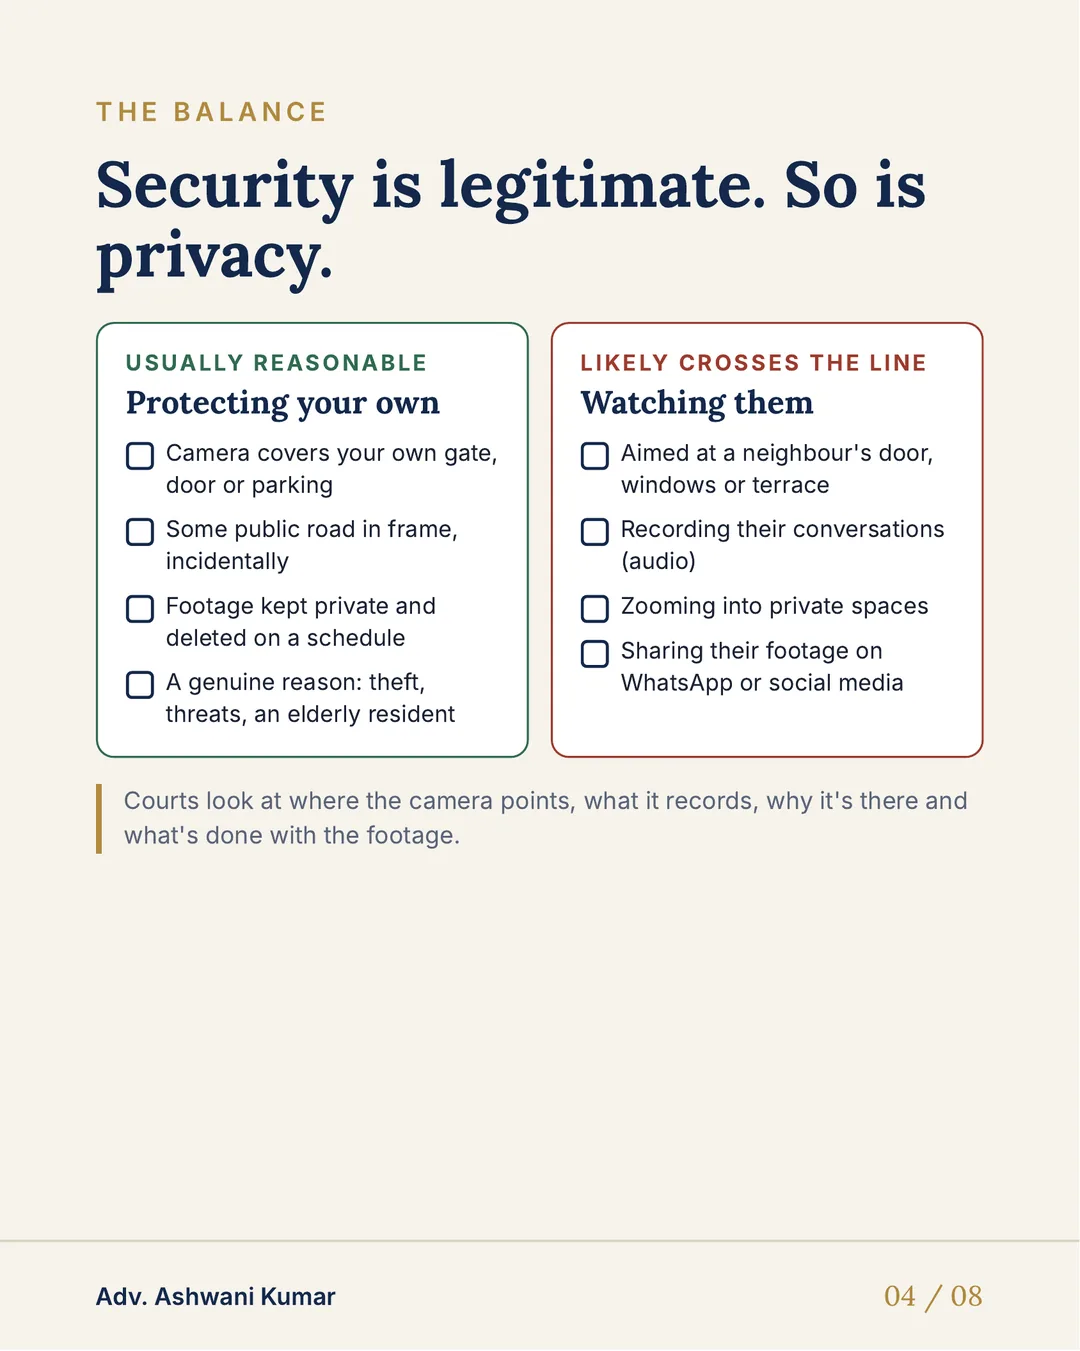 THE BALANCE
Security is legitimate. So is
privacy.
USUALLY REASONABLE
Protecting your own
Camera covers your own gate,
door or parking
Some public road in frame,
incidentally
Footage kept private and
deleted on a schedule
A genuine reason: theft,
threats, an elderly resident
LIKELY CROSSES THE LINE
Watching them
Aimed at a neighbour's door,
windows or terrace
Recording their conversations
(audio)
Zooming into private spaces
Sharing their footage on
WhatsApp or social media
Courts look at where the camera points, what it records, why it's there and
what's done with the footage.
Adv. Ashwani Kumar
04 / 08